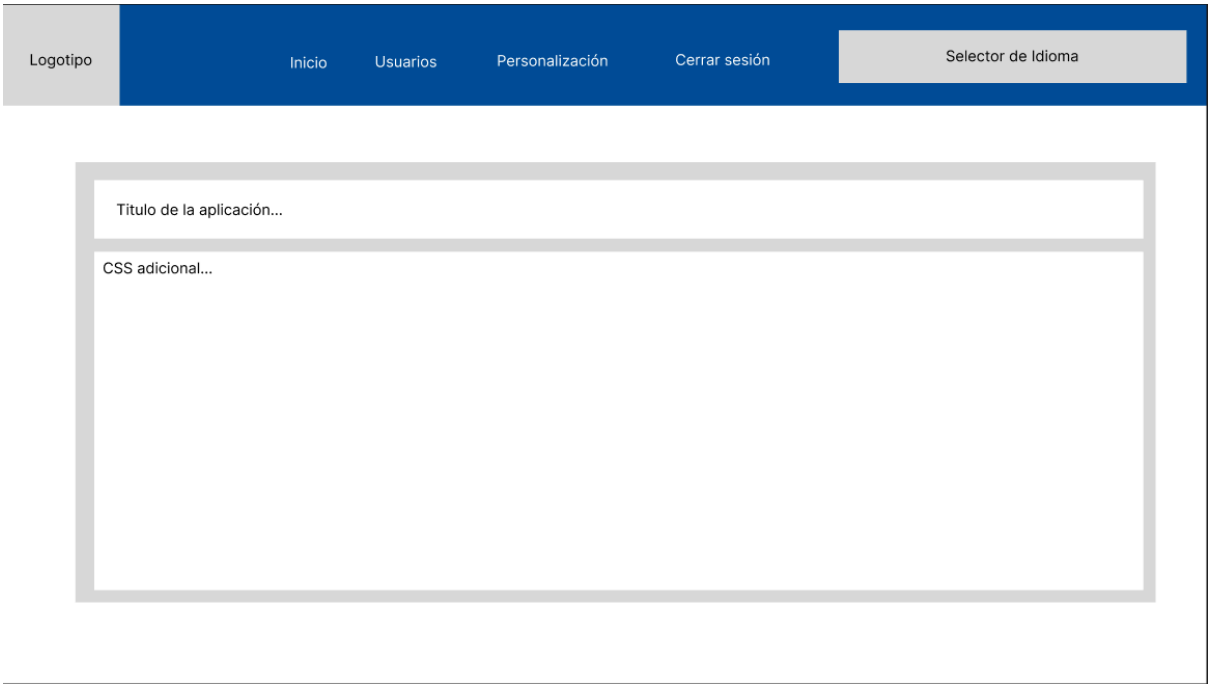 Logotipo
Inicio
Usuarios
Personalización
Cerrar sesión
Selector de Idioma
Titulo de la aplicación...
CSS adicional...